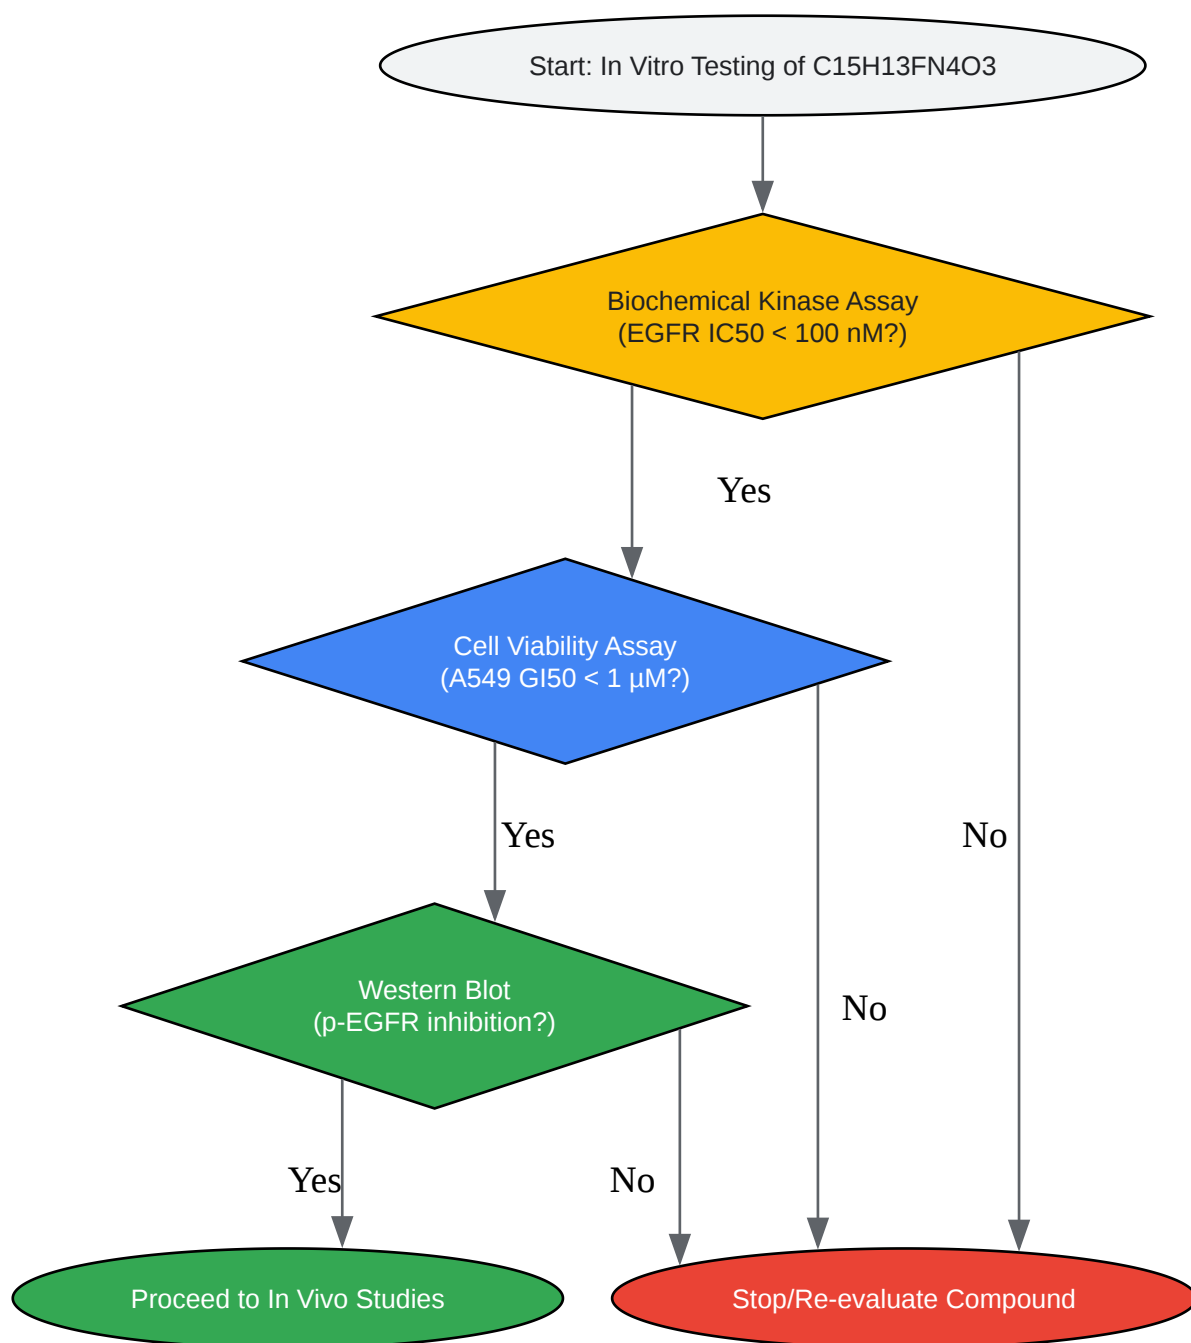 Start: In Vitro Testing of C15H13FN4O3
Biochemical Kinase Assay
(EGFR IC50 < 100 nM?)
Yes
Cell Viability Assay
(A549 GI50 < 1 µM?)
Yes
No
Western Blot
(p-EGFR inhibition?)
No
Yes
No
Proceed to In Vivo Studies
Stop/Re-evaluate Compound